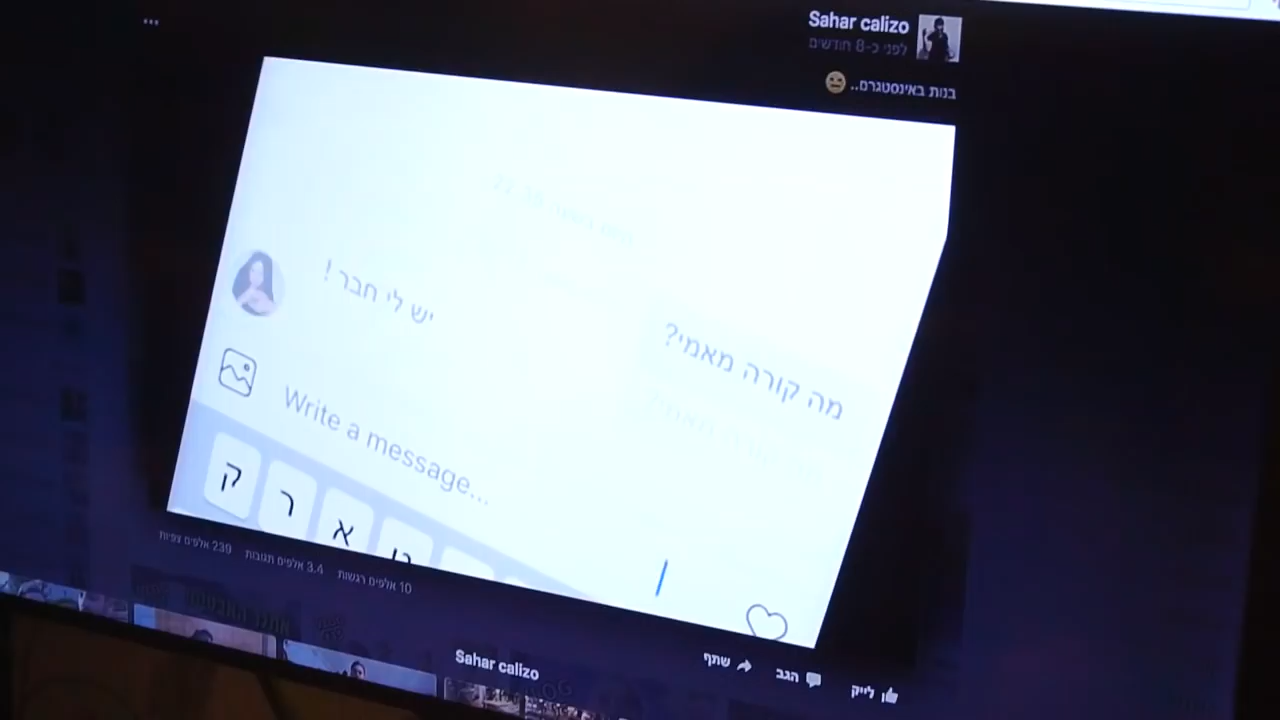 Sahar calizo
לפני כ-8 חודשים
בנות באינסטגרם..
יש לי חבר !
מה קורה מאמי?
Write a message...
ק ר א
239 אלפים צפיות 3.4 אלפים תגובות 10 אלפים רגשות
Sahar calizo
לייק הגב שתף